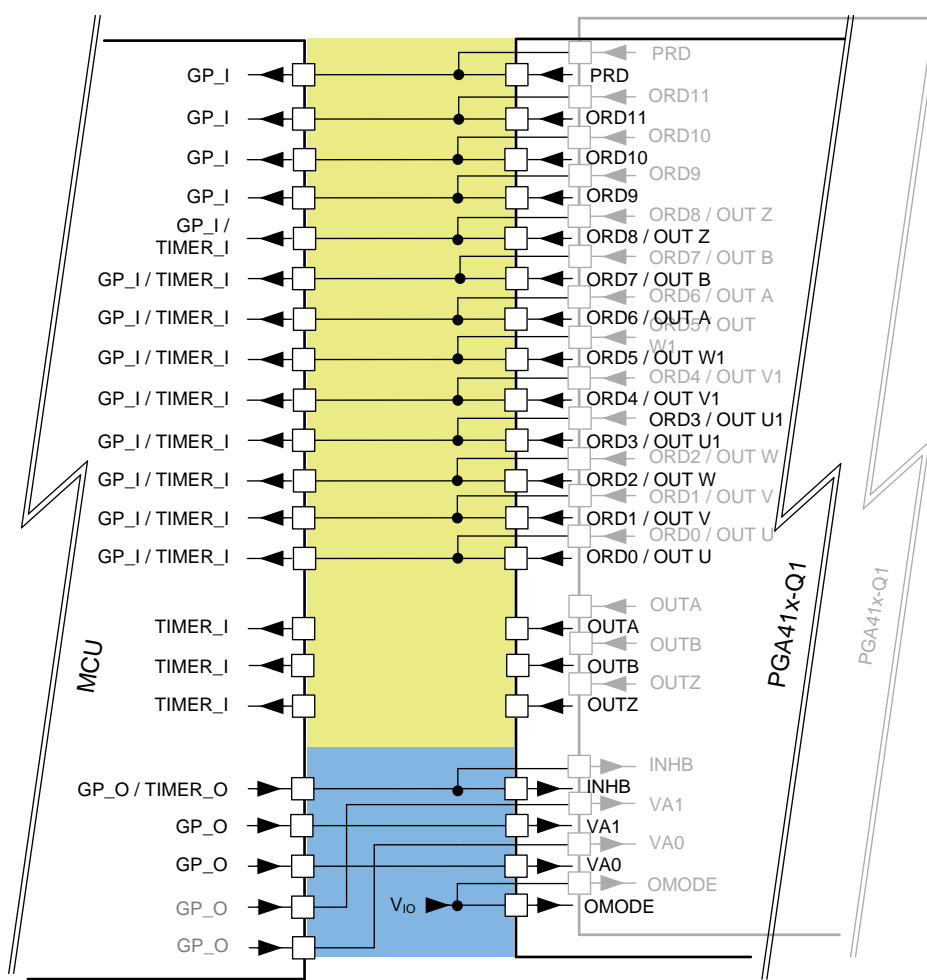 PRD
GP_I
PRD
ORD11
GP_I
ORD11
ORD10
GP_I
ORD10
ORD9
GP_I
ORD9
ORD8 / OUT Z
GP_I /
TIMER_I
ORD8 / OUT Z
ORD7 / OUT B
GP_I / TIMER_I
ORD7 / OUT B
ORD6 / OUT A
GP_I / TIMER_I
ORD6 / OUT A
ORD5 / OUT
W1
GP_I / TIMER_I
ORD5 / OUT W1
ORD4 / OUT V1
GP_I / TIMER_I
ORD4 / OUT V1
ORD3 / OUT U1
GP_I / TIMER_I
ORD3 / OUT U1
ORD2 / OUT W
GP_I / TIMER_I
ORD2 / OUT W
ORD1 / OUT V
GP_I / TIMER_I
ORD1 / OUT V
ORD0 / OUT U
GP_I / TIMER_I
ORD0 / OUT U
OUTA
TIMER_I
OUTA
OUTB
TIMER_I
OUTB
OUTZ
TIMER_I
OUTZ
MCU
PGA41x-Q1
PGA41x-Q1
INHB
GP_O / TIMER_O
INHB
VA1
GP_O
VA1
VA0
GP_O
VA0
OMODE
GP_O
VIO
OMODE
GP_O